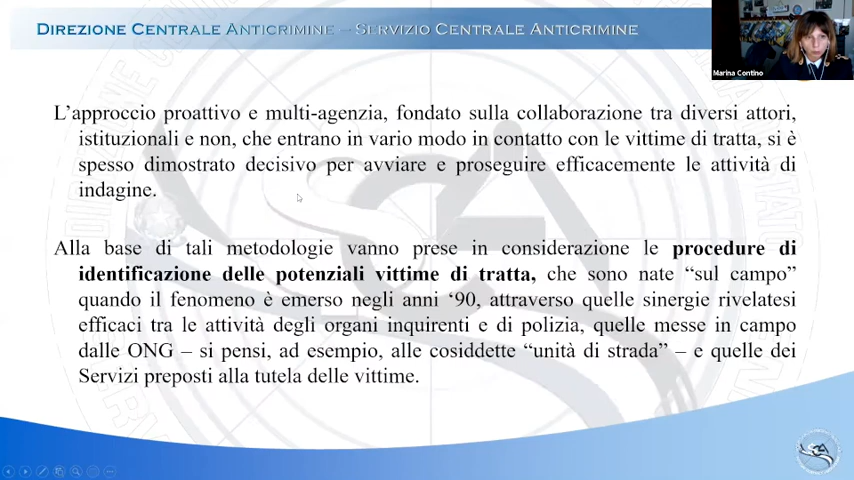 Direzione Centrale Anticrimine – Servizio Centrale Anticrimine
Marina Contino
L’approccio proattivo e multi-agenzia, fondato sulla collaborazione tra diversi attori,
istituzionali e non, che entrano in vario modo in contatto con le vittime di tratta, si è
spesso dimostrato decisivo per avviare e proseguire efficacemente le attività di
indagine.
Alla base di tali metodologie vanno prese in considerazione le procedure di
identificazione delle potenziali vittime di tratta, che sono nate “sul campo”
quando il fenomeno è emerso negli anni ‘90, attraverso quelle sinergie rivelatesi
efficaci tra le attività degli organi inquirenti e di polizia, quelle messe in campo
dalle ONG – si pensi, ad esempio, alle cosiddette “unità di strada” – e quelle dei
Servizi preposti alla tutela delle vittime.